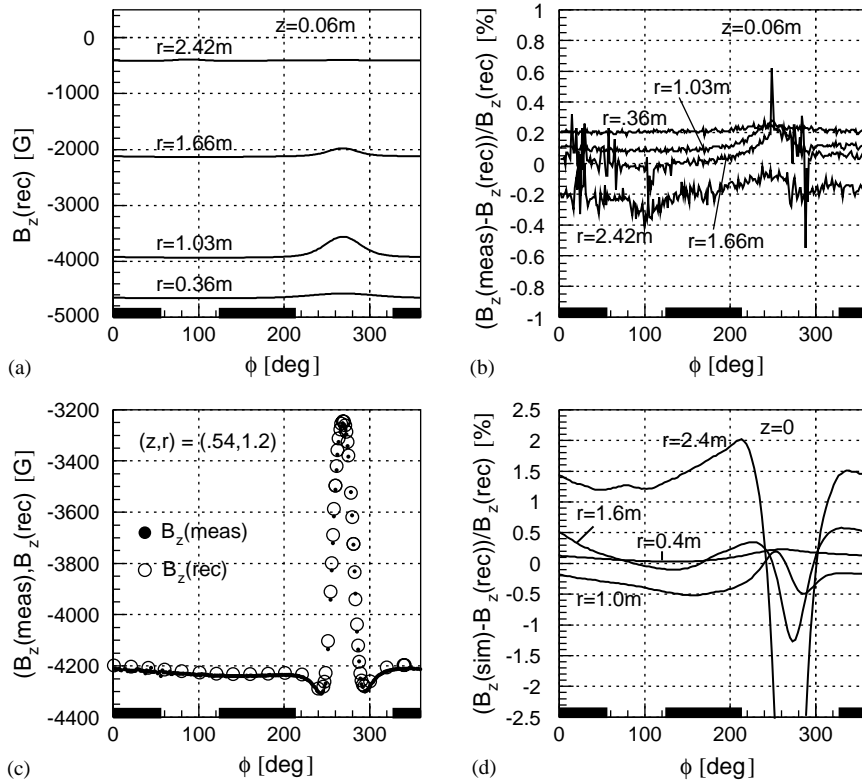 0
-1000
-2000
-3000
-4000
-5000
B_z(rec) [G]
z=0.06m
r=2.42m
r=1.66m
r=1.03m
r=0.36m
0 100 200 300
ϕ [deg]
(a)
1
0.8
0.6
0.4
0.2
0
-0.2
-0.4
-0.6
-0.8
-1
(B_z(meas)-B_z(rec))/B_z(rec) [%]
z=0.06m
r=1.03m
r=.36m
r=2.42m
r=1.66m
0 100 200 300
ϕ [deg]
(b)
-3200
-3400
-3600
-3800
-4000
-4200
-4400
(B_z(meas),B_z(rec) [G]
(z,r) = (.54,1.2)
B_z(meas)
B_z(rec)
0 100 200 300
ϕ [deg]
(c)
2.5
2
1.5
1
0.5
0
-0.5
-1
-1.5
-2
-2.5
(B_z(sim)-B_z(rec))/B_z(rec) [%]
z=0
r=2.4m
r=1.6m
r=0.4m
r=1.0m
0 100 200 300
ϕ [deg]
(d)